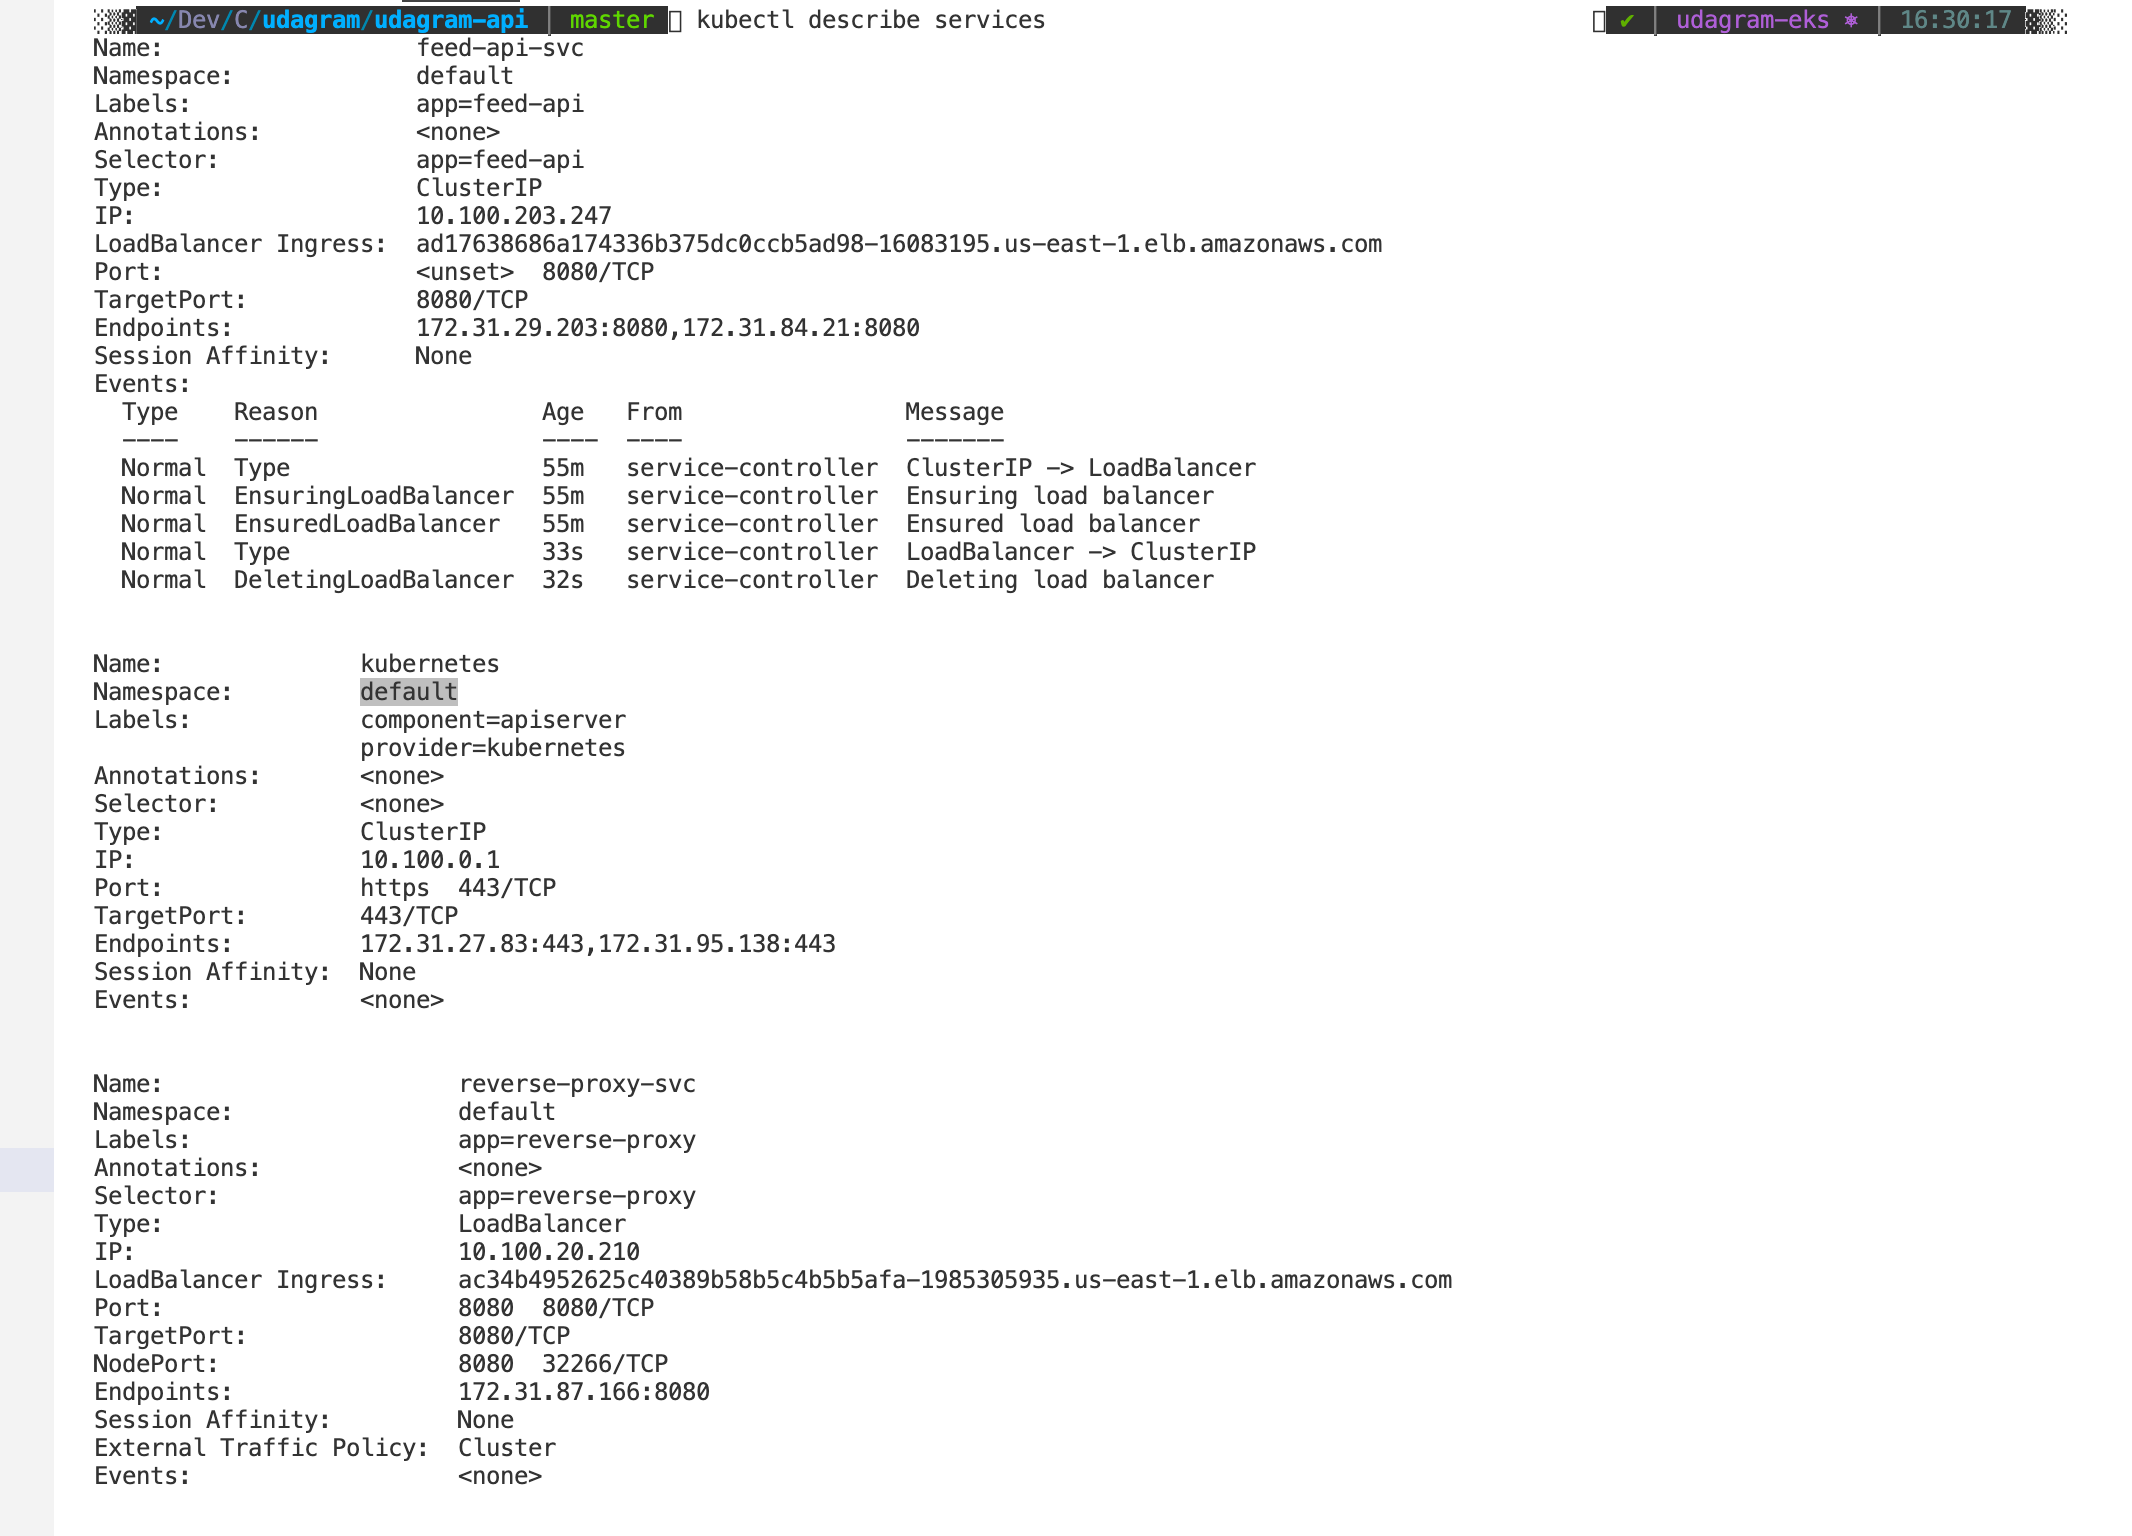 ~/Dev/C/udagram/udagram-api | master kubectl describe services ✔ | udagram-eks ⎈ | 16:30:17
Name:                     feed-api-svc
Namespace:                default
Labels:                   app=feed-api
Annotations:              <none>
Selector:                 app=feed-api
Type:                     ClusterIP
IP:                       10.100.203.247
LoadBalancer Ingress:     ad17638686a174336b375dc0ccb5ad98-16083195.us-east-1.elb.amazonaws.com
Port:                     <unset>  8080/TCP
TargetPort:               8080/TCP
Endpoints:                172.31.29.203:8080,172.31.84.21:8080
Session Affinity:         None
Events:
  Type    Reason                Age   From                Message
  ----    ------                ----  ----                -------
  Normal  Type                  55m   service-controller  ClusterIP -> LoadBalancer
  Normal  EnsuringLoadBalancer  55m   service-controller  Ensuring load balancer
  Normal  EnsuredLoadBalancer   55m   service-controller  Ensured load balancer
  Normal  Type                  33s   service-controller  LoadBalancer -> ClusterIP
  Normal  DeletingLoadBalancer  32s   service-controller  Deleting load balancer
Name:              kubernetes
Namespace:         default
Labels:            component=apiserver
                   provider=kubernetes
Annotations:       <none>
Selector:          <none>
Type:              ClusterIP
IP:                10.100.0.1
Port:              https  443/TCP
TargetPort:        443/TCP
Endpoints:         172.31.27.83:443,172.31.95.138:443
Session Affinity:  None
Events:            <none>
Name:                     reverse-proxy-svc
Namespace:                default
Labels:                   app=reverse-proxy
Annotations:              <none>
Selector:                 app=reverse-proxy
Type:                     LoadBalancer
IP:                       10.100.20.210
LoadBalancer Ingress:     ac34b4952625c40389b58b5c4b5b5afa-1985305935.us-east-1.elb.amazonaws.com
Port:                     8080  8080/TCP
TargetPort:               8080/TCP
NodePort:                 8080  32266/TCP
Endpoints:                172.31.87.166:8080
Session Affinity:         None
External Traffic Policy:  Cluster
Events:                   <none>